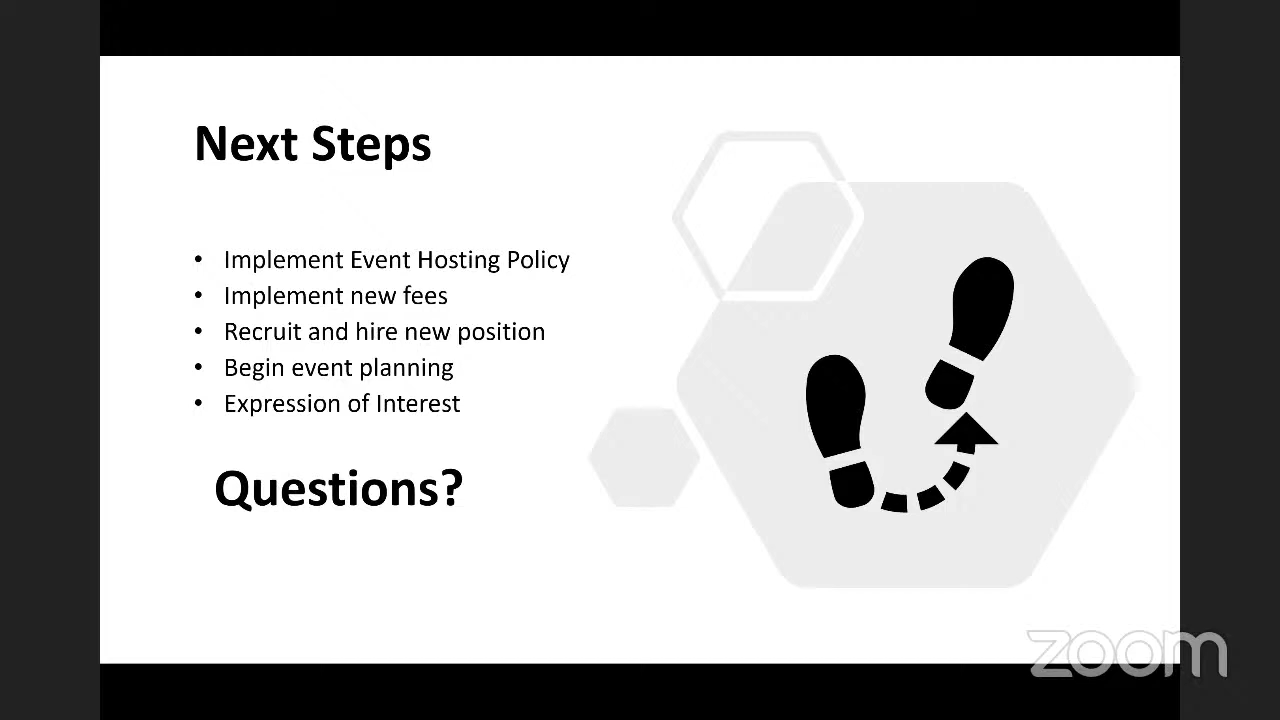 Next Steps
• Implement Event Hosting Policy
• Implement new fees
• Recruit and hire new position
• Begin event planning
• Expression of Interest
Questions?
zoom